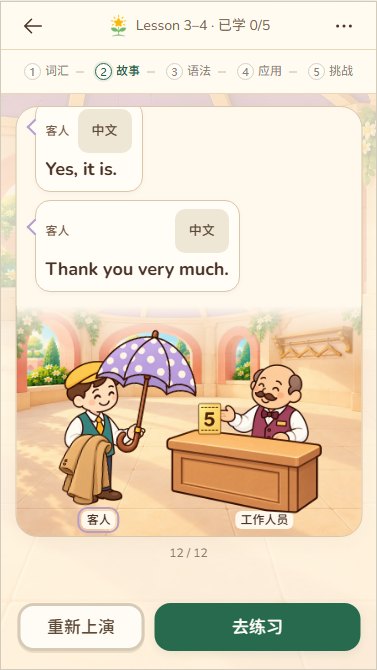 Lesson 3–4 · 已学 0/5
1 词汇 2 故事 3 语法 4 应用 5 挑战
客人 中文
Yes, it is.
客人 中文
Thank you very much.
5
客人 工作人员
12 / 12
重新上演 去练习